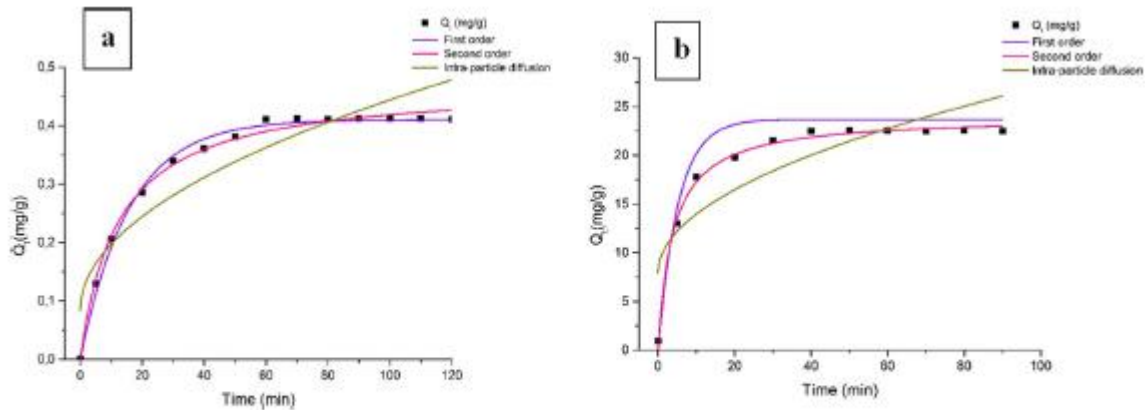 a
Qt (mg/g)
First order
Second order
Intra-particle diffusion
0,5
0,4
0,3
0,2
0,1
0,0
Qt(mg/g)
0 20 40 60 80 100 120
Time (min)
b
Qt (mg/g)
First order
Second order
Intra-particle diffusion
30
25
20
15
10
5
0
Qt(mg/g)
0 20 40 60 80 100
Time (min)